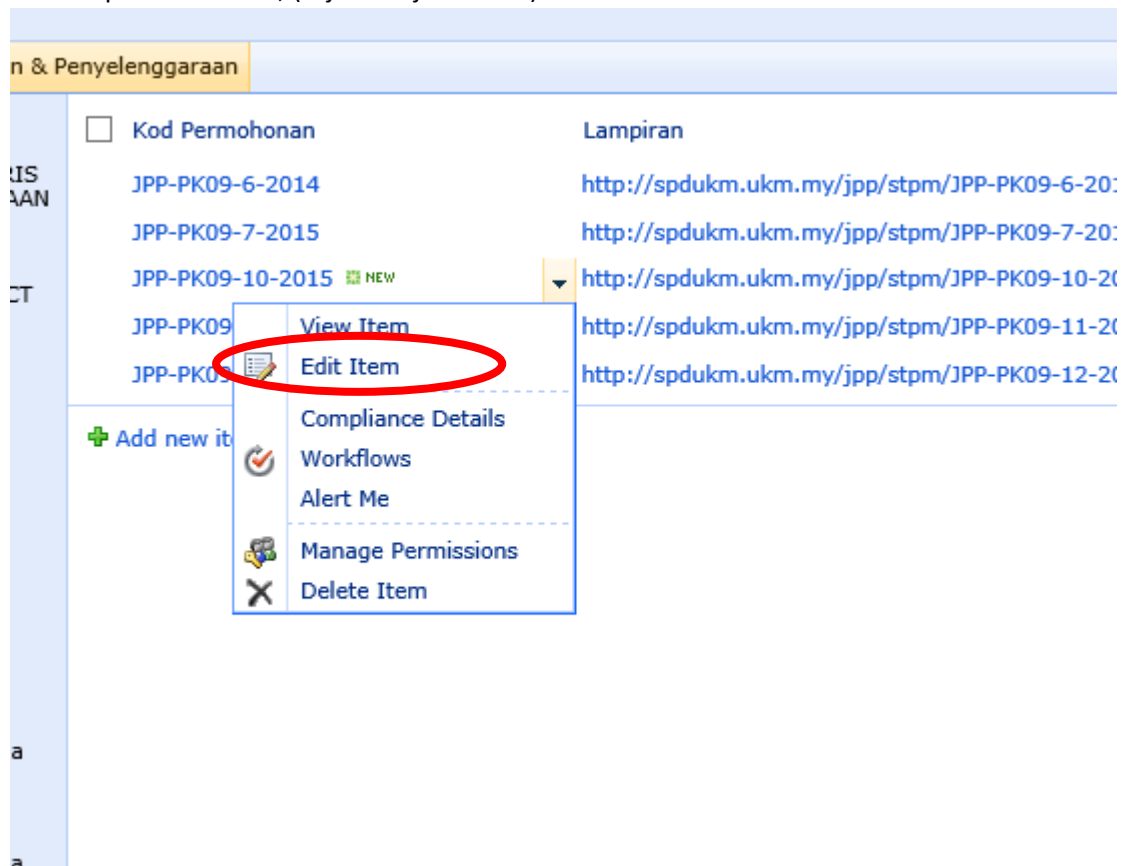 n & Penyelenggaraan
Kod Permohonan Lampiran
RIS
AAN
JPP-PK09-6-2014 http://spdukm.ukm.my/jpp/stpm/JPP-PK09-6-201
JPP-PK09-7-2015 http://spdukm.ukm.my/jpp/stpm/JPP-PK09-7-201
CT
JPP-PK09-10-2015 NEW http://spdukm.ukm.my/jpp/stpm/JPP-PK09-10-20
JPP-PK09 View Item http://spdukm.ukm.my/jpp/stpm/JPP-PK09-11-20
JPP-PK09 Edit Item http://spdukm.ukm.my/jpp/stpm/JPP-PK09-12-20
Compliance Details
Add new it
Workflows
Alert Me
Manage Permissions
Delete Item
a
a